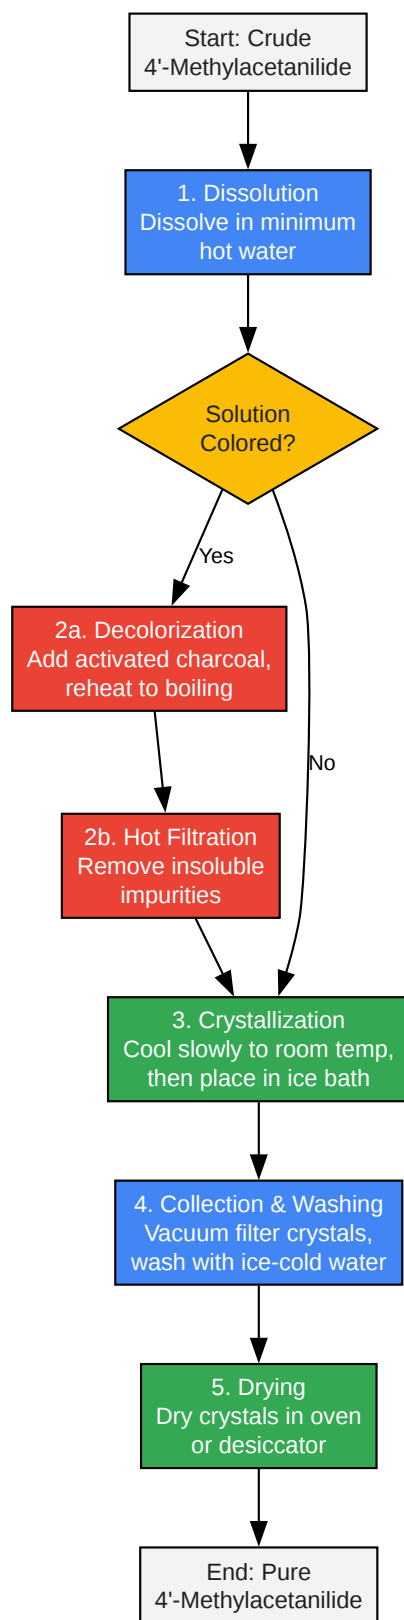 Start: Crude
4'-Methylacetanilide
1. Dissolution
Dissolve in minimum
hot water
Solution
Colored?
Yes
2a. Decolorization
Add activated charcoal,
reheat to boiling
No
2b. Hot Filtration
Remove insoluble
impurities
3. Crystallization
Cool slowly to room temp,
then place in ice bath
4. Collection & Washing
Vacuum filter crystals,
wash with ice-cold water
5. Drying
Dry crystals in oven
or desiccator
End: Pure
4'-Methylacetanilide